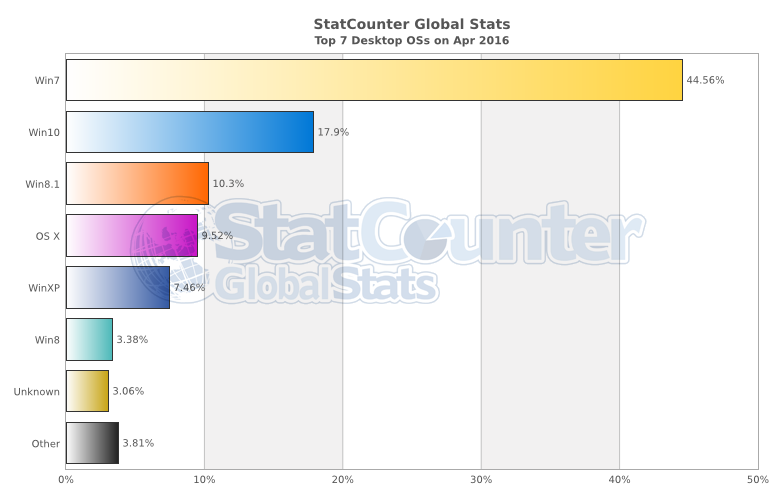 StatCounter Global Stats
Top 7 Desktop OSs on Apr 2016
Win7 44.56%
Win10 17.9%
Win8.1 10.3%
OS X 9.52%
WinXP 7.46%
Win8 3.38%
Unknown 3.06%
Other 3.81%
StatCounter
GlobalStats
0% 10% 20% 30% 40% 50%